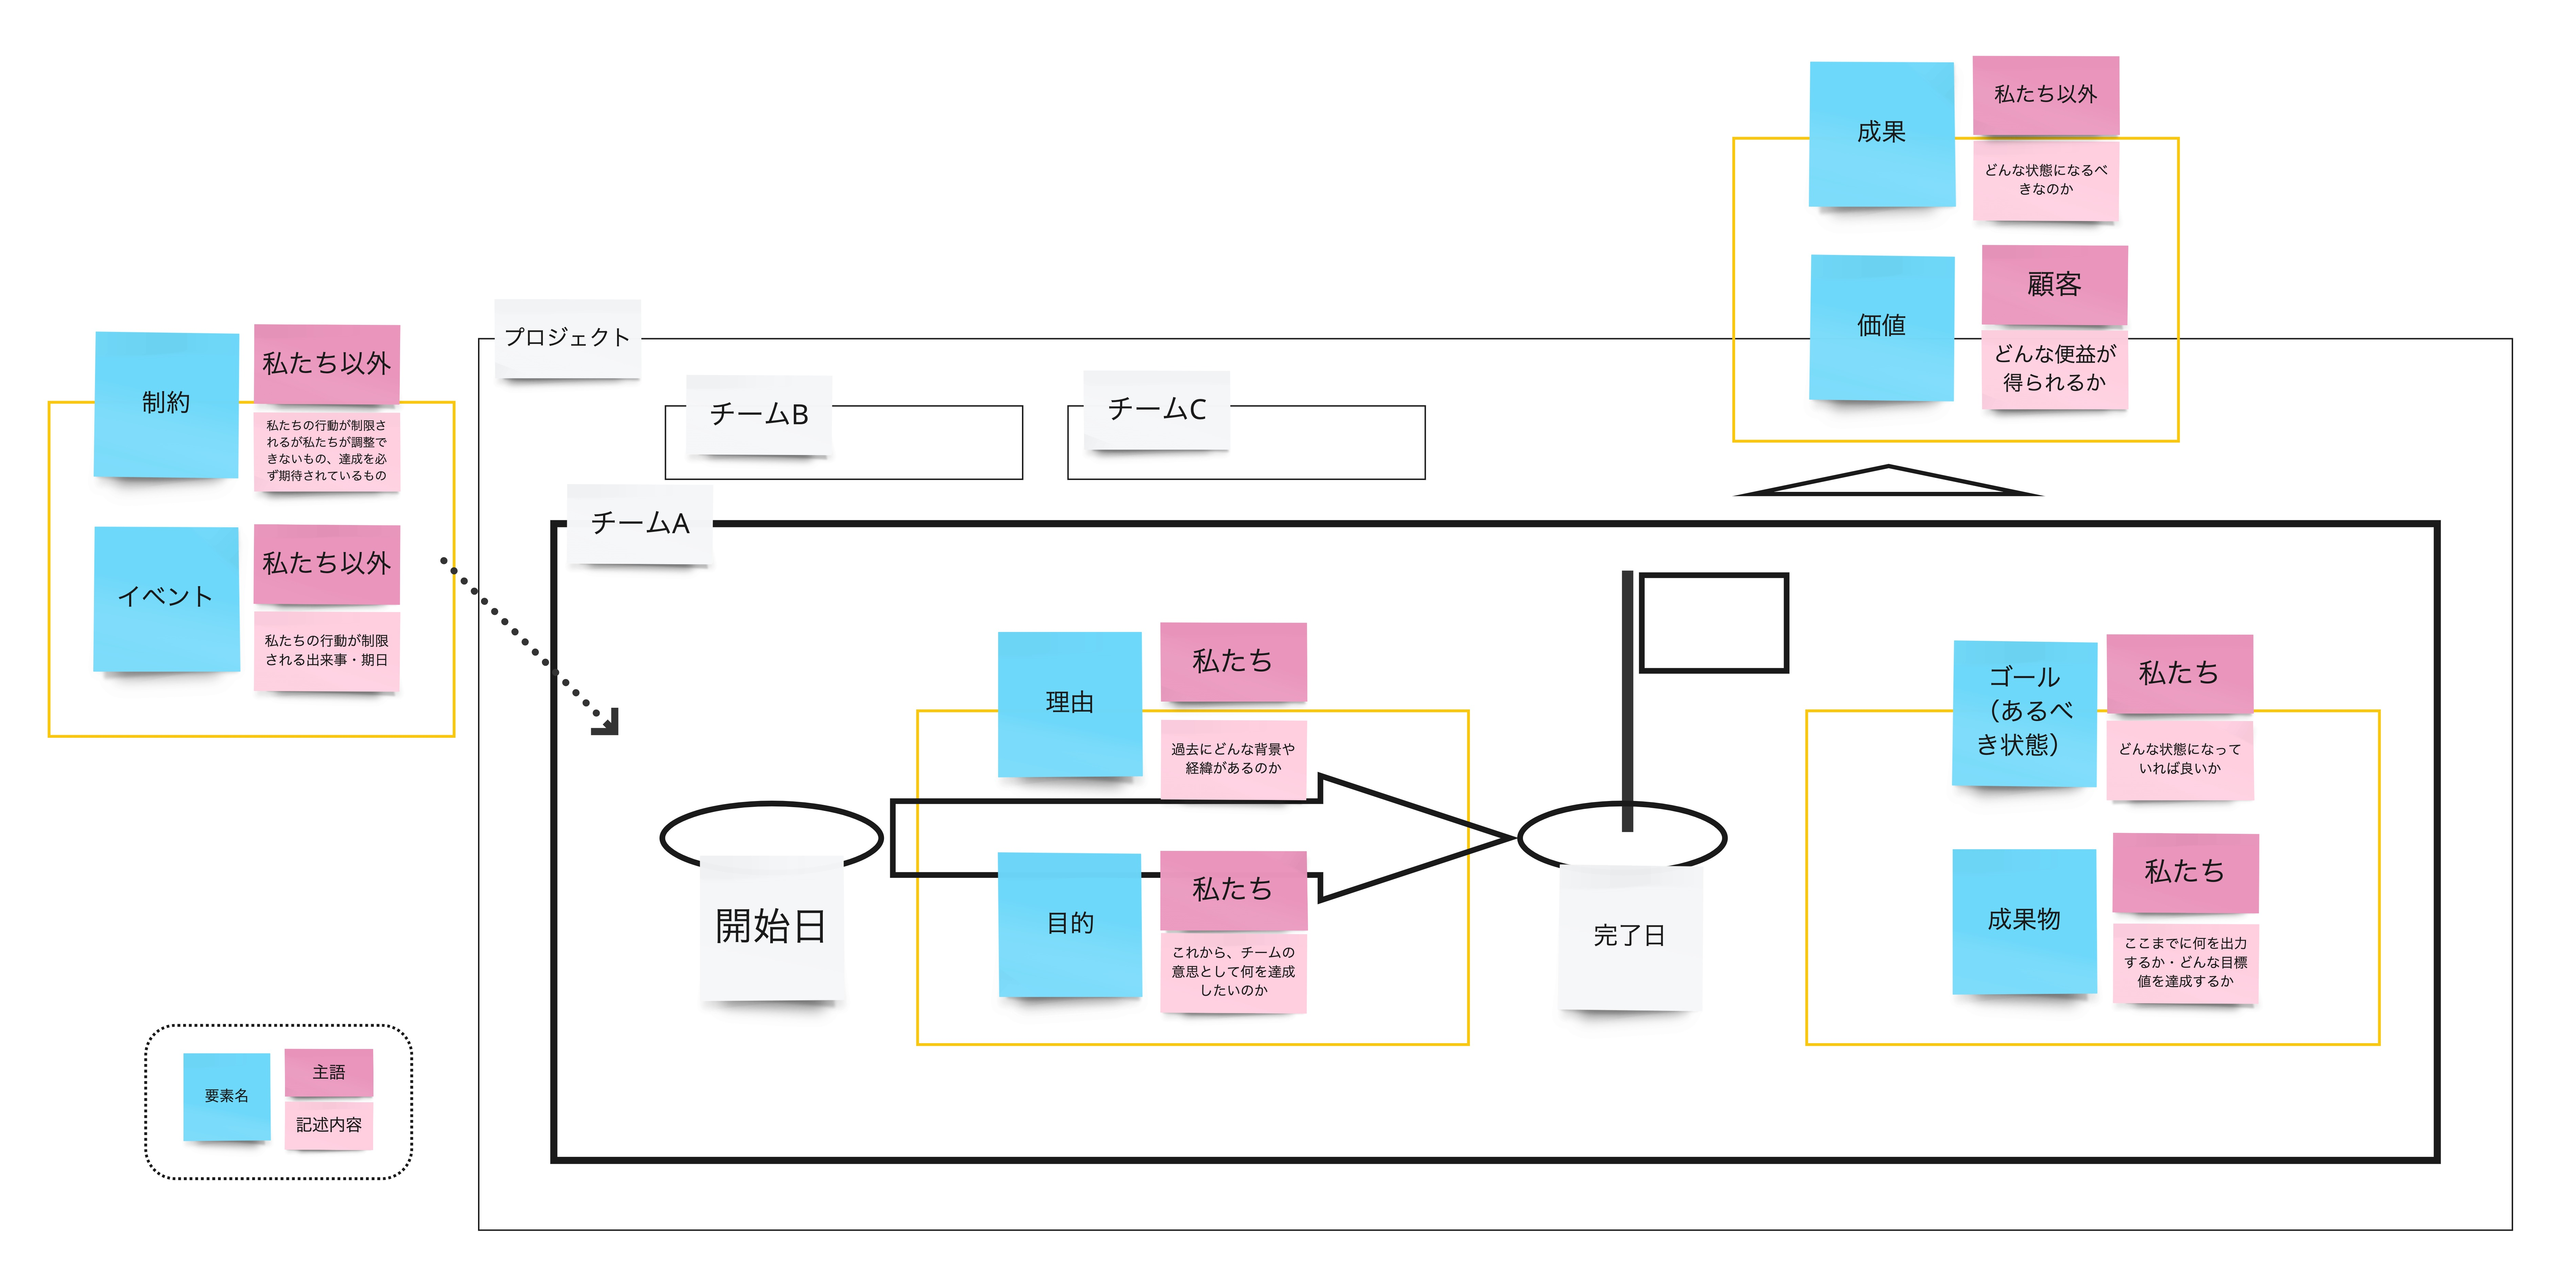 成果
私たち以外
どんな状態になるべ
きなのか
価値
顧客
どんな便益が
得られるか
制約
私たち以外
私たちの行動が制限さ
れるが私たちが調整で
きないもの、達成を必
ず期待されているもの
イベント
私たち以外
私たちの行動が制限
される出来事・期日
プロジェクト
チームB
チームC
チームA
理由
私たち
過去にどんな背景や
経緯があるのか
目的
私たち
これから、チームの
意思として何を達成
したいのか
開始日
完了日
ゴール
（あるべ
き状態）
私たち
どんな状態になって
いれば良いか
成果物
私たち
ここまでに何を出力
するか・どんな目標
値を達成するか
要素名
主語
記述内容